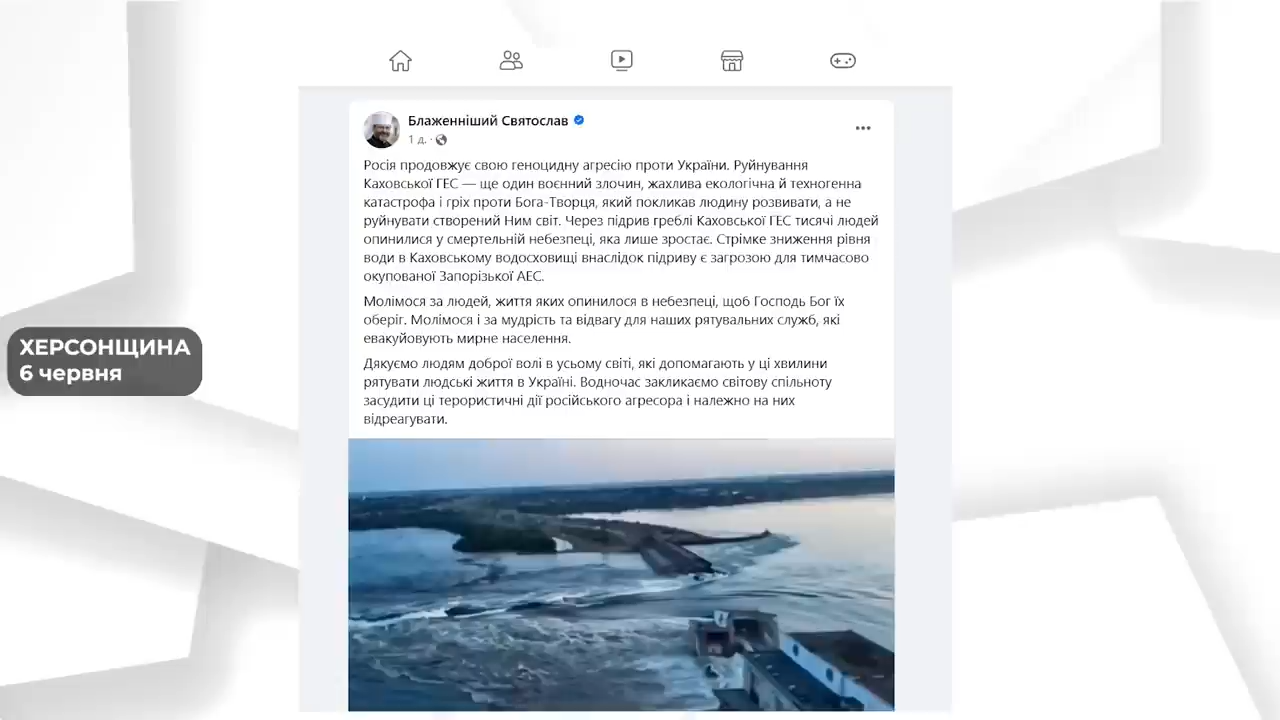 Блаженніший Святослав
1 д. ·
Росія продовжує свою геноцидну агресію проти України. Руйнування
Каховської ГЕС — ще один воєнний злочин, жахлива екологічна й техногенна
катастрофа і гріх проти Бога-Творця, який покликав людину розвивати, а не
руйнувати створений Ним світ. Через підрив греблі Каховської ГЕС тисячі людей
опинилися у смертельній небезпеці, яка лише зростає. Стрімке зниження рівня
води в Каховському водосховищі внаслідок підриву є загрозою для тимчасово
окупованої Запорізької АЕС.
Молімося за людей, життя яких опинилося в небезпеці, щоб Господь Бог їх
оберіг. Молімося і за мудрість та відвагу для наших рятувальних служб, які
евакуйовують мирне населення.
Дякуємо людям доброї волі в усьому світі, які допомагають у ці хвилини
рятувати людські життя в Україні. Водночас закликаємо світову спільноту
засудити ці терористичні дії російського агресора і належно на них
відреагувати.
ХЕРСОНЩИНА
6 червня